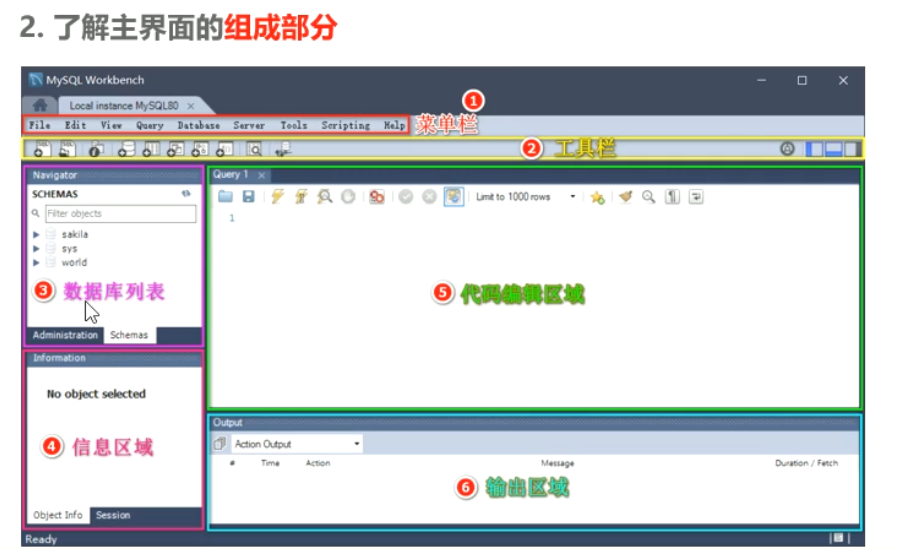 2. 了解主界面的组成部分
MySQL Workbench
Local instance MySQL80
1
File Edit View Query Database Server Tools Scripting Help 菜单栏
2 工具栏
Navigator
SCHEMAS
Filter objects
sakila
sys
world
3 数据库列表
Administration Schemas
Query 1
Limit to 1000 rows
1
5 代码编辑区域
Information
No object selected
4 信息区域
Object Info Session
Output
Action Output
# Time Action Message Duration / Fetch
6 输出区域
Ready